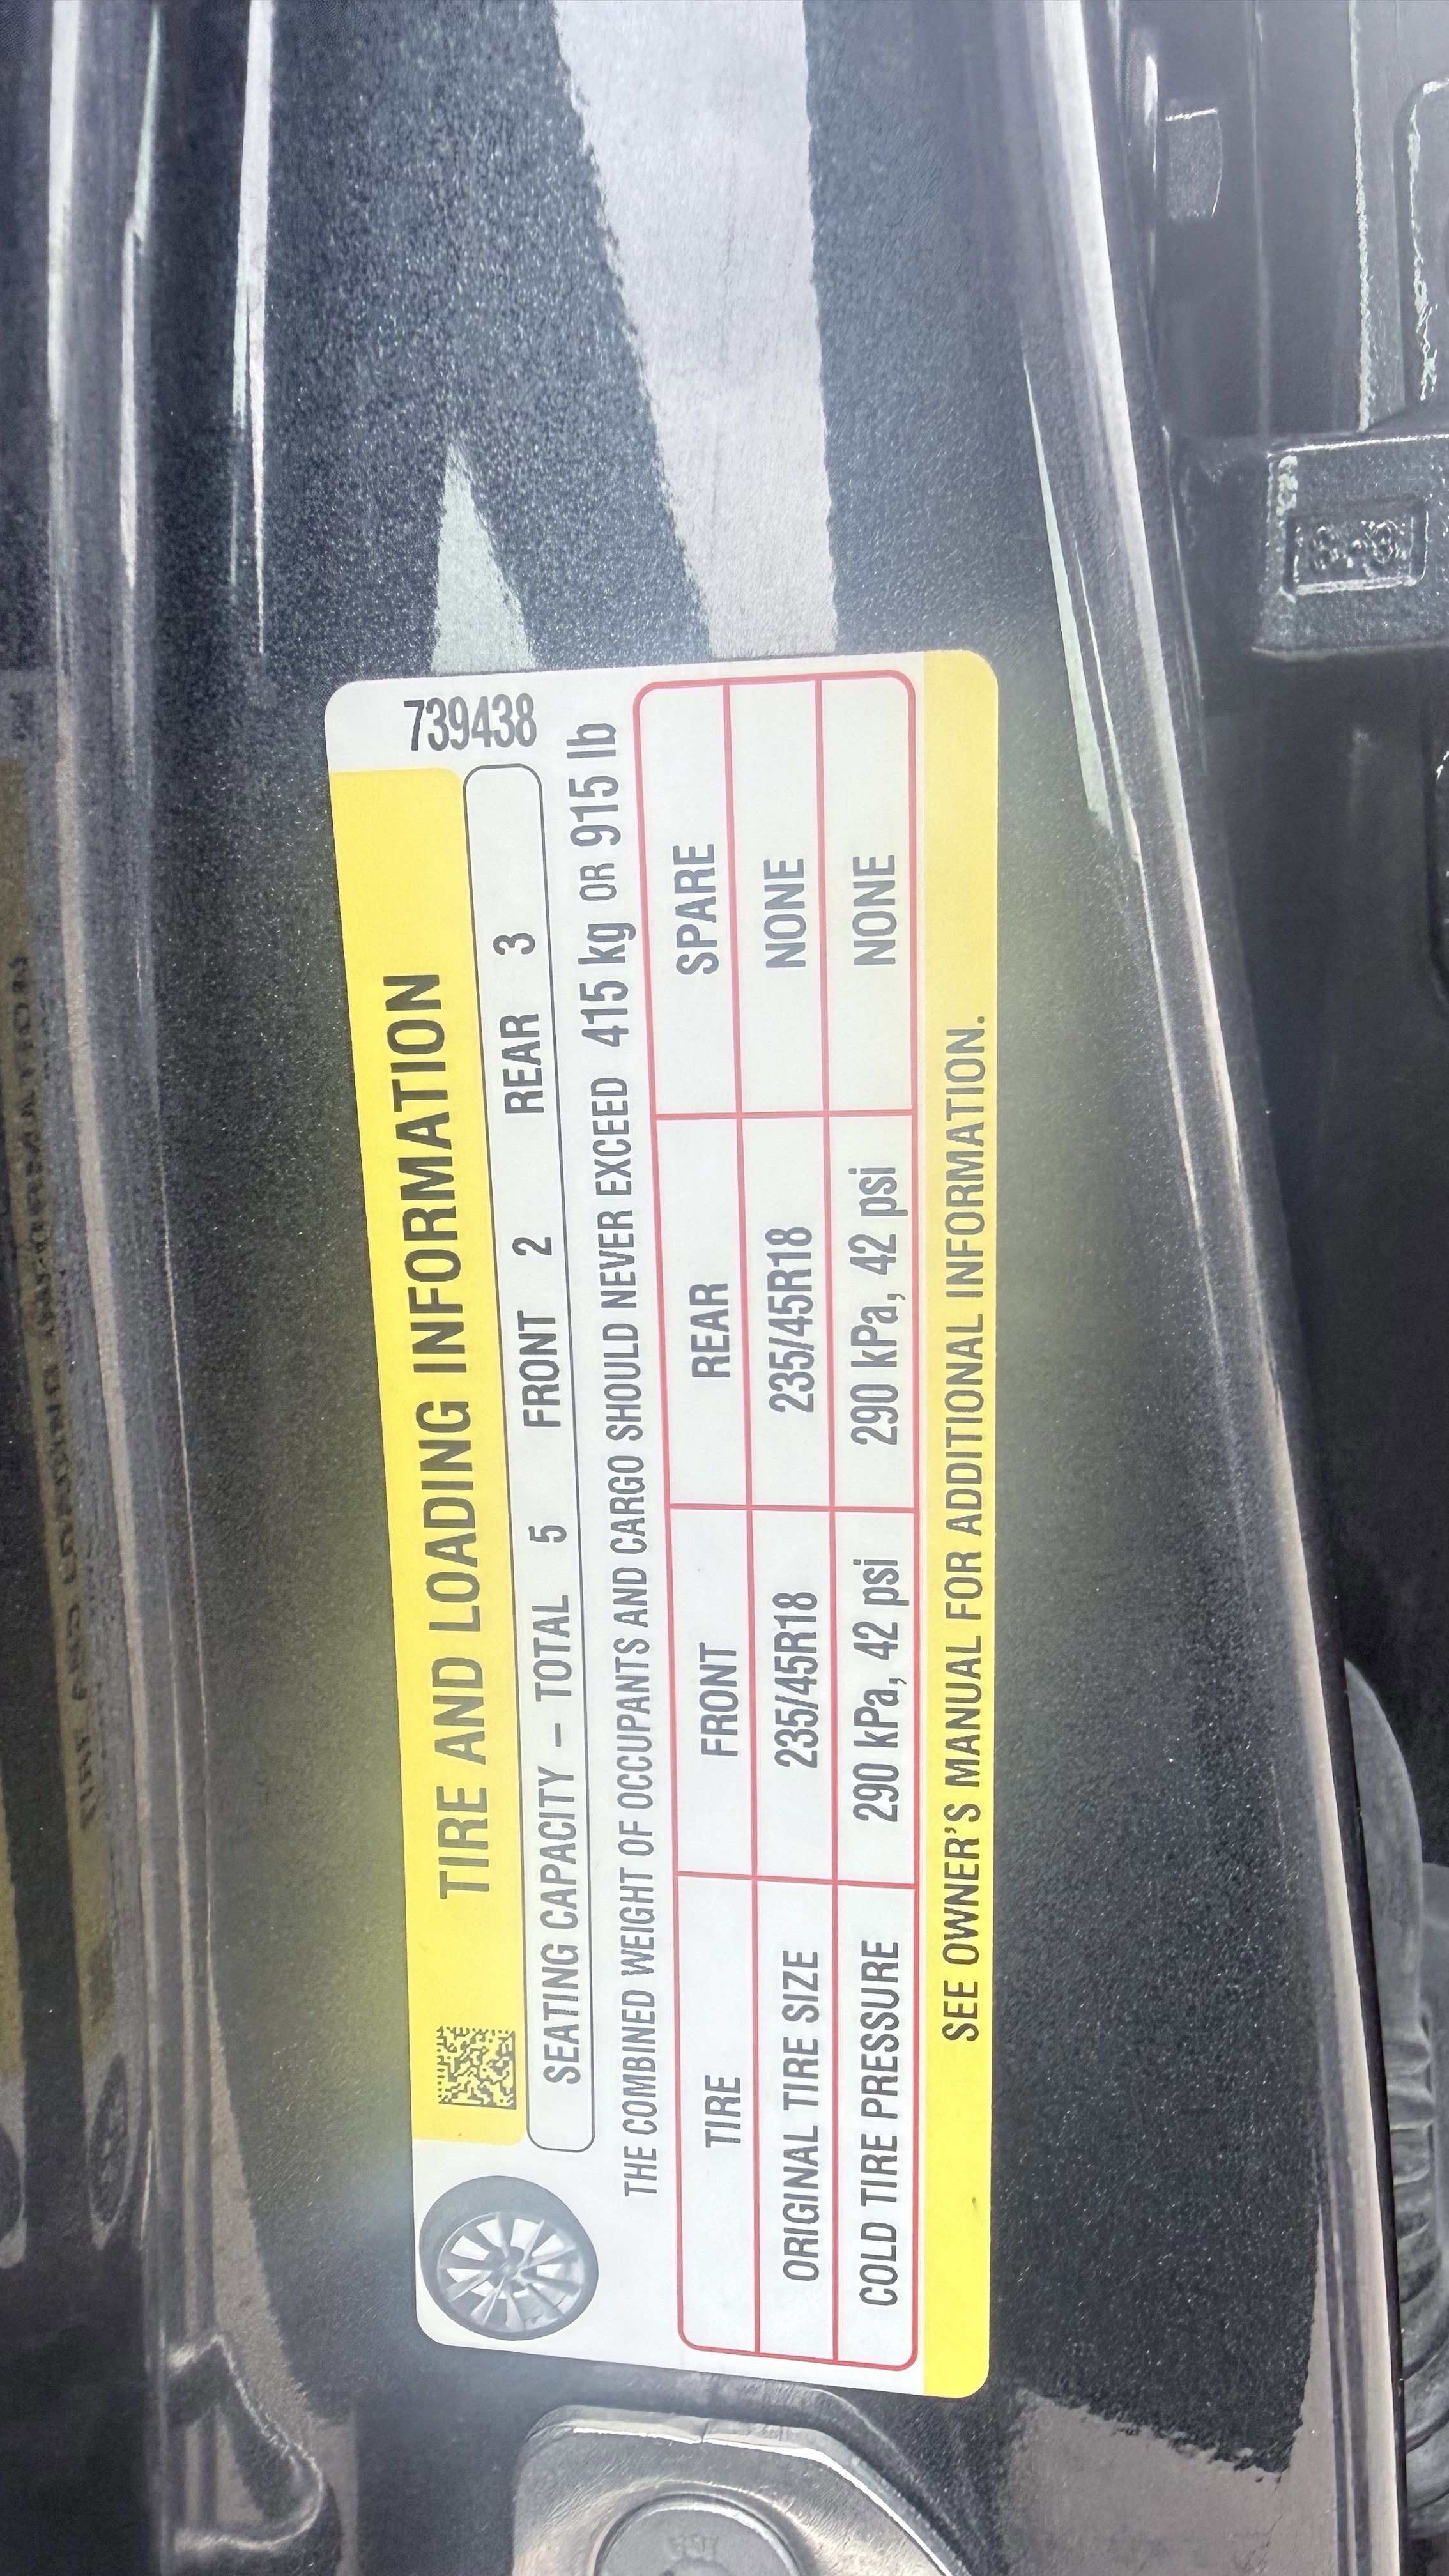 739438
TIRE AND LOADING INFORMATION
SEATING CAPACITY – TOTAL 5 FRONT 2 REAR 3
THE COMBINED WEIGHT OF OCCUPANTS AND CARGO SHOULD NEVER EXCEED 415 kg OR 915 lb
TIRE FRONT REAR SPARE
ORIGINAL TIRE SIZE 235/45R18 235/45R18 NONE
COLD TIRE PRESSURE 290 kPa, 42 psi 290 kPa, 42 psi NONE
SEE OWNER'S MANUAL FOR ADDITIONAL INFORMATION.